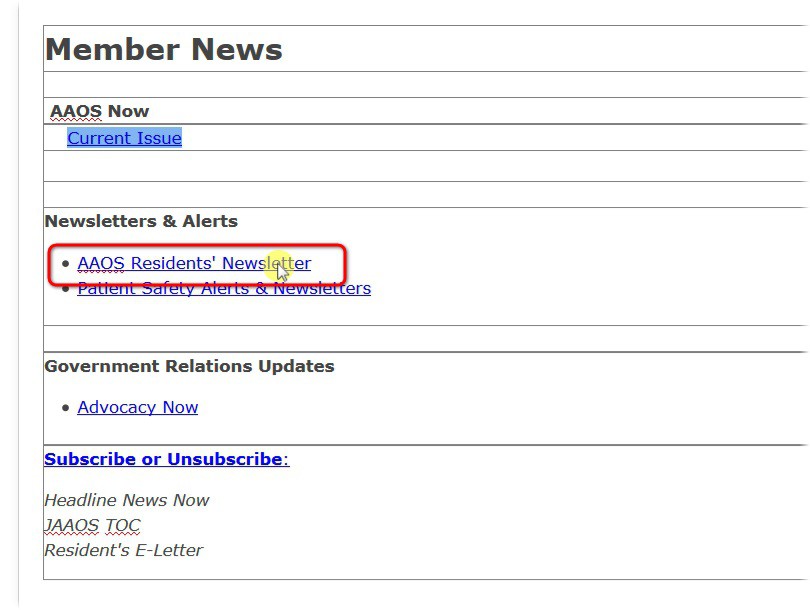 Member News
AAOS Now
Current Issue
Newsletters & Alerts
• AAOS Residents' Newsletter
• Patient Safety Alerts & Newsletters
Government Relations Updates
• Advocacy Now
Subscribe or Unsubscribe:
Headline News Now
JAAOS TOC
Resident's E-Letter